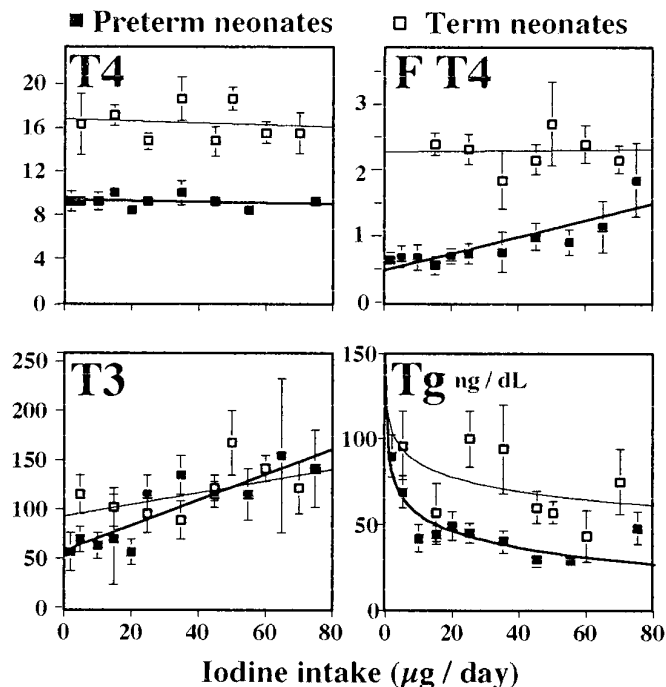 ■ Preterm neonates □ Term neonates
T4
20
16
12
8
4
0
F T4
3
2
1
0
T3
250
200
150
100
50
0
0 20 40 60 80
Tg ng / dL
150
100
50
0
0 20 40 60 80
Iodine intake (µg / day)